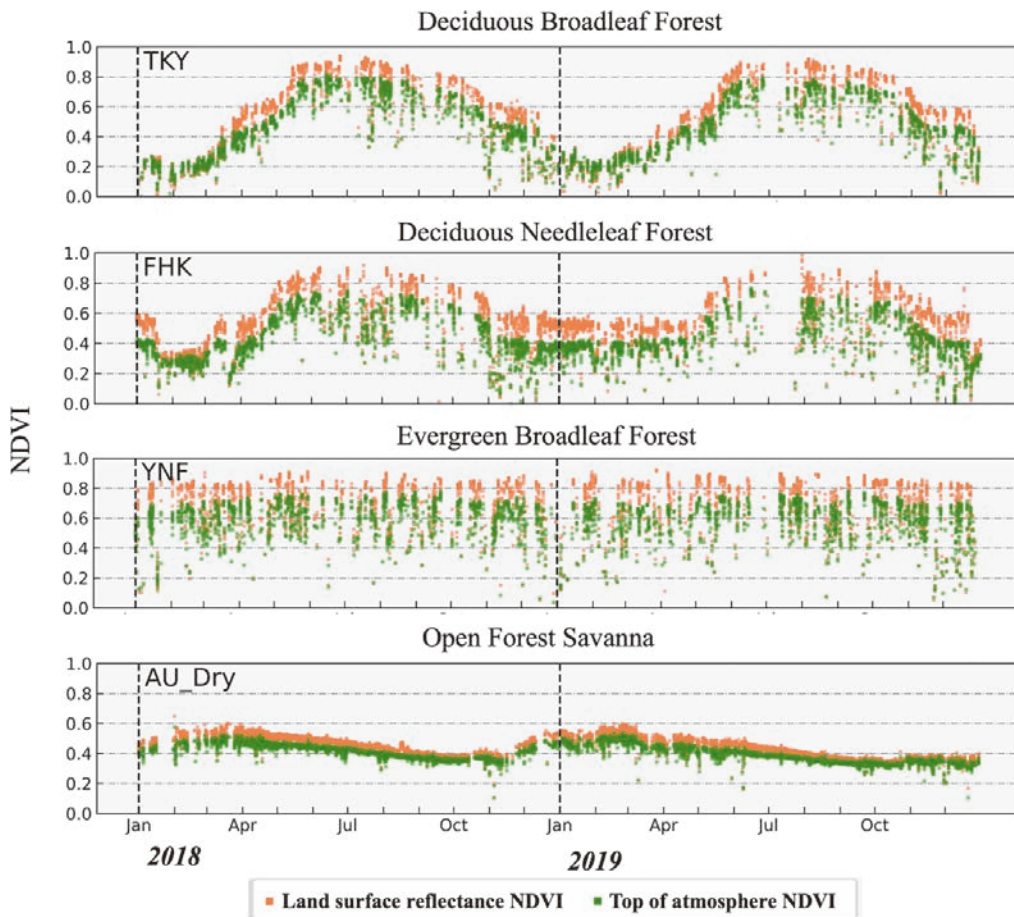 Deciduous Broadleaf Forest
1.0
TKY
0.8
0.6
0.4
0.2
0.0
Deciduous Needleleaf Forest
1.0
FHK
0.8
0.6
0.4
0.2
0.0
NDVI
Evergreen Broadleaf Forest
1.0
YNF
0.8
0.6
0.4
0.2
0.0
Open Forest Savanna
1.0
AU_Dry
0.8
0.6
0.4
0.2
0.0
Jan Apr Jul Oct Jan Apr Jul Oct
2018 2019
Land surface reflectance NDVI Top of atmosphere NDVI